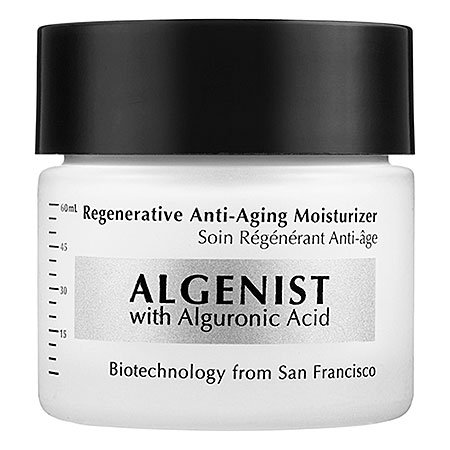 60mL
Regenerative Anti-Aging Moisturizer
Soin Régénérant Anti-âge
45
ALGENIST
30
with Alguronic Acid
15
Biotechnology from San Francisco